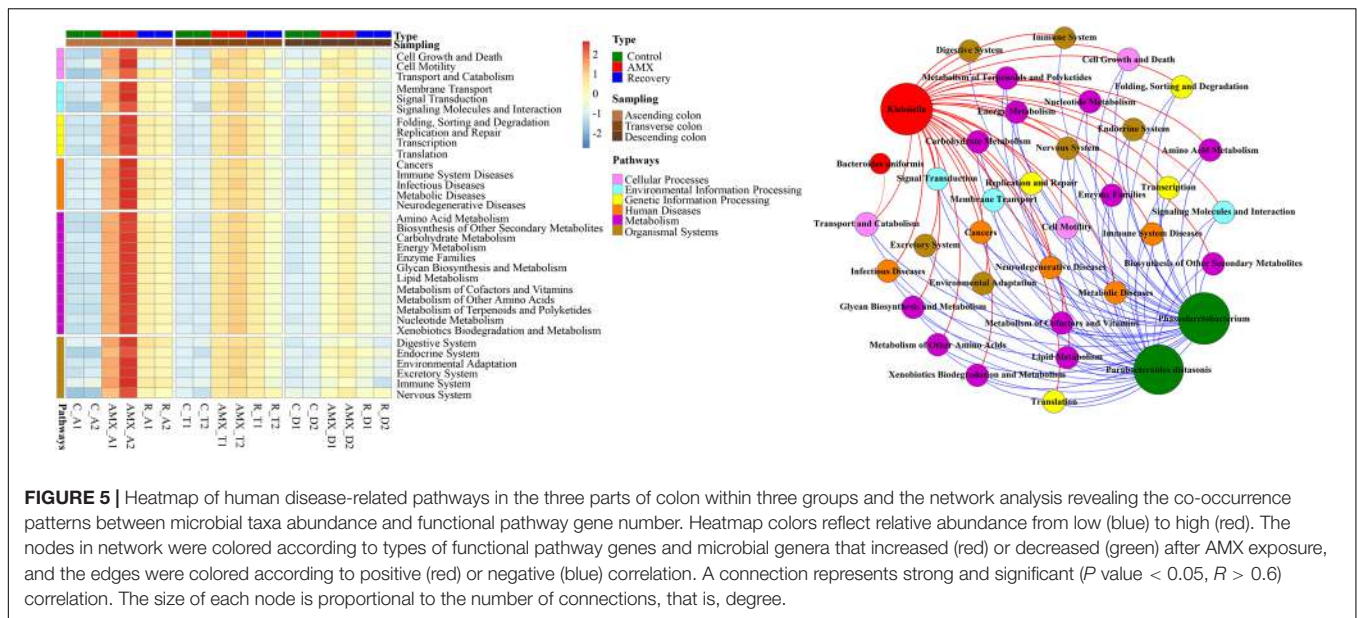 Type
Sampling
Cell Growth and Death
Cell Motility
Transport and Catabolism
Membrane Transport
Signal Transduction
Signaling Molecules and Interaction
Folding, Sorting and Degradation
Replication and Repair
Transcription
Translation
Cancers
Immune System Diseases
Infectious Diseases
Metabolic Diseases
Neurodegenerative Diseases
Amino Acid Metabolism
Biosynthesis of Other Secondary Metabolites
Carbohydrate Metabolism
Energy Metabolism
Enzyme Families
Glycan Biosynthesis and Metabolism
Lipid Metabolism
Metabolism of Cofactors and Vitamins
Metabolism of Other Amino Acids
Metabolism of Terpenoids and Polyketides
Nucleotide Metabolism
Xenobiotics Biodegradation and Metabolism
Digestive System
Endocrine System
Environmental Adaptation
Excretory System
Immune System
Nervous System
Pathways
C_A1
C_A2
AMX_A1
AMX_A2
R_A1
R_A2
C_T1
C_T2
AMX_T1
AMX_T2
R_T1
R_T2
C_D1
C_D2
AMX_D1
AMX_D2
R_D1
R_D2
2
1
0
-1
-2
Type
Control
AMX
Recovery
Sampling
Ascending colon
Transverse colon
Descending colon
Pathways
Cellular Processes
Environmental Information Processing
Genetic Information Processing
Human Diseases
Metabolism
Organismal Systems
Immune System
Digestive System
Cell Growth and Death
Metabolism of Terpenoids and Polyketides
Folding, Sorting and Degradation
Nucleotide Metabolism
Klebsiella
Energy Metabolism
Endocrine System
Carbohydrate Metabolism
Nervous System
Amino Acid Metabolism
Bacteroides uniformis
Signal Transduction
Replication and Repair
Enzyme Families
Transcription
Membrane Transport
Signaling Molecules and Interaction
Transport and Catabolism
Cell Motility
Cancers
Immune System Diseases
Excretory System
Biosynthesis of Other Secondary Metabolites
Infectious Diseases
Neurodegenerative Diseases
Environmental Adaptation
Metabolic Diseases
Glycan Biosynthesis and Metabolism
Phascolarctobacterium
Metabolism of Cofactors and Vitamins
Metabolism of Other Amino Acids
Lipid Metabolism
Parabacteroides distasonis
Xenobiotics Biodegradation and Metabolism
Translation
FIGURE 5 | Heatmap of human disease-related pathways in the three parts of colon within three groups and the network analysis revealing the co-occurrence
patterns between microbial taxa abundance and functional pathway gene number. Heatmap colors reflect relative abundance from low (blue) to high (red). The
nodes in network were colored according to types of functional pathway genes and microbial genera that increased (red) or decreased (green) after AMX exposure,
and the edges were colored according to positive (red) or negative (blue) correlation. A connection represents strong and significant (P value < 0.05, R > 0.6)
correlation. The size of each node is proportional to the number of connections, that is, degree.